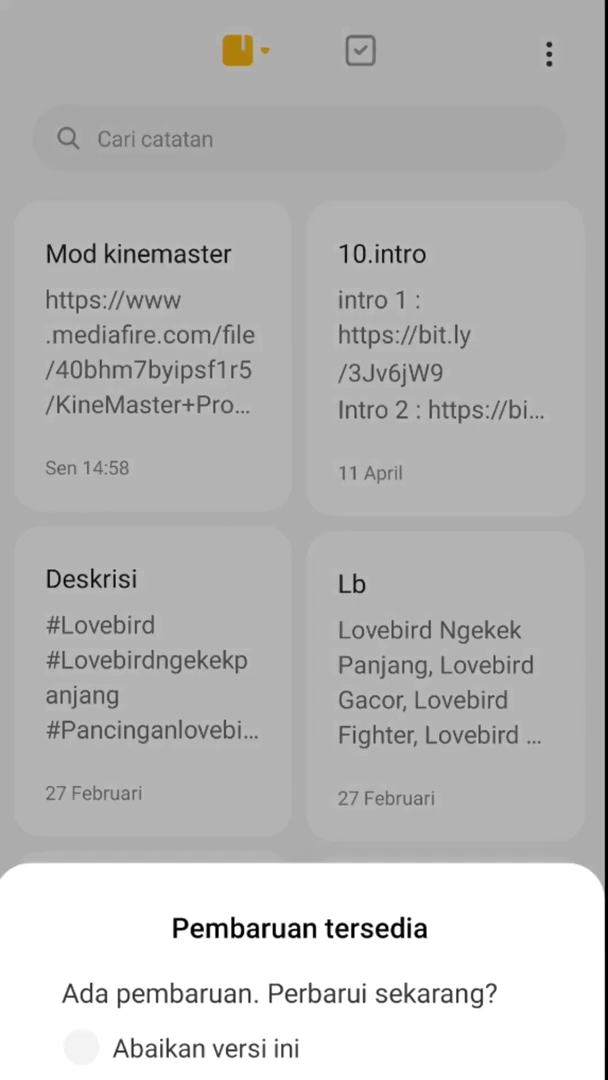 Cari catatan
Mod kinemaster
https://www
.mediafire.com/file
/40bhm7byipsf1r5
/KineMaster+Pro...
Sen 14:58
10.intro
intro 1 :
https://bit.ly
/3Jv6jW9
Intro 2 : https://bi...
11 April
Deskrisi
#Lovebird
#Lovebirdngekekp
anjang
#Pancinganlovebi...
27 Februari
Lb
Lovebird Ngekek
Panjang, Lovebird
Gacor, Lovebird
Fighter, Lovebird ...
27 Februari
Pembaruan tersedia
Ada pembaruan. Perbarui sekarang?
Abaikan versi ini